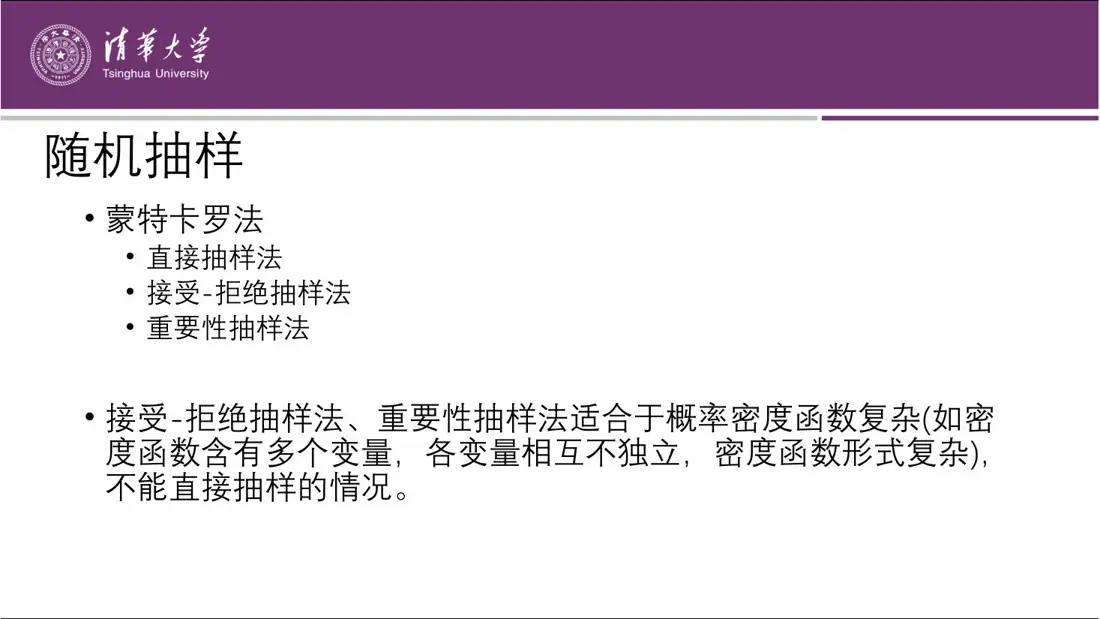 清华大学
Tsinghua University
随机抽样
• 蒙特卡罗法
• 直接抽样法
• 接受-拒绝抽样法
• 重要性抽样法
• 接受-拒绝抽样法、重要性抽样法适合于概率密度函数复杂(如密
度函数含有多个变量，各变量相互不独立，密度函数形式复杂)，
不能直接抽样的情况。